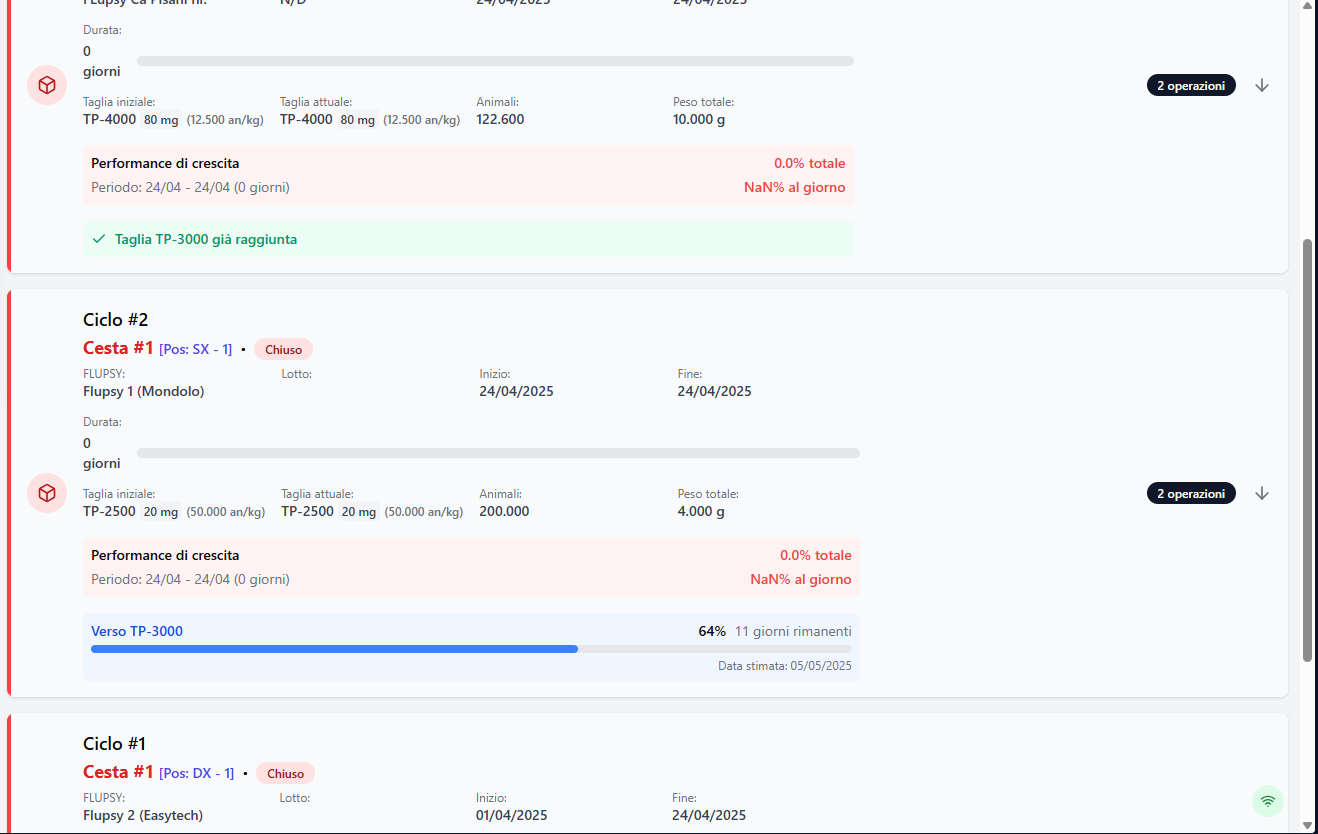 FLupsy Ca Pisani nr. N/D 24/04/2025 24/04/2025
Durata:
0
giorni
2 operazioni
Taglia iniziale: Taglia attuale: Animali: Peso totale:
TP-4000 80 mg (12.500 an/kg) TP-4000 80 mg (12.500 an/kg) 122.600 10.000 g
Performance di crescita 0.0% totale
Periodo: 24/04 - 24/04 (0 giorni) NaN% al giorno
Taglia TP-3000 già raggiunta
Ciclo #2
Cesta #1 [Pos: SX - 1] • Chiuso
FLUPSY: Lotto: Inizio: Fine:
Flupsy 1 (Mondolo) 24/04/2025 24/04/2025
Durata:
0
giorni
2 operazioni
Taglia iniziale: Taglia attuale: Animali: Peso totale:
TP-2500 20 mg (50.000 an/kg) TP-2500 20 mg (50.000 an/kg) 200.000 4.000 g
Performance di crescita 0.0% totale
Periodo: 24/04 - 24/04 (0 giorni) NaN% al giorno
Verso TP-3000 64% 11 giorni rimanenti
Data stimata: 05/05/2025
Ciclo #1
Cesta #1 [Pos: DX - 1] • Chiuso
FLUPSY: Lotto: Inizio: Fine:
Flupsy 2 (Easytech) 01/04/2025 24/04/2025